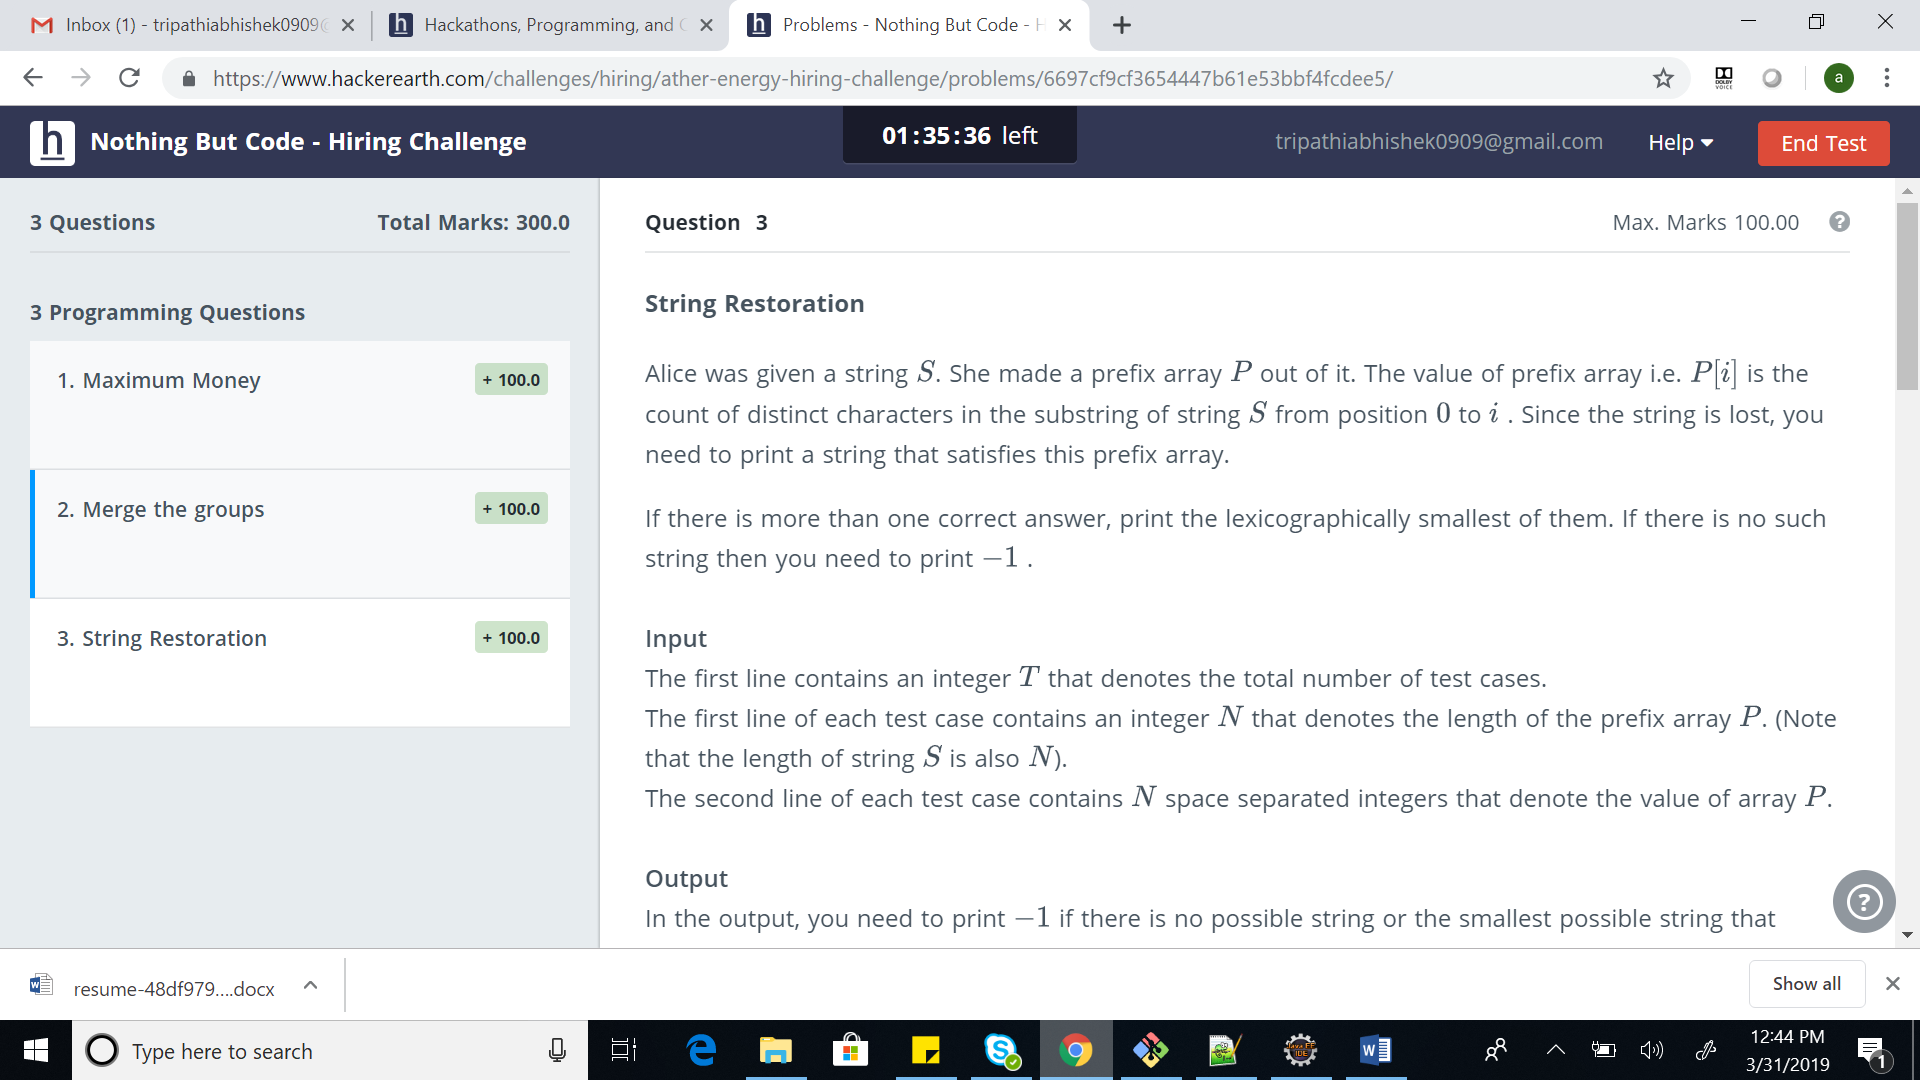 Inbox (1) - tripathiabhishek0909@
Hackathons, Programming, and C
Problems - Nothing But Code - H
https://www.hackerearth.com/challenges/hiring/ather-energy-hiring-challenge/problems/6697cf9cf3654447b61e53bbf4fcdee5/
DOLBY
VOICE
a
h
Nothing But Code - Hiring Challenge
01:35:36 left
tripathiabhishek0909@gmail.com
Help
End Test
3 Questions
Total Marks: 300.0
3 Programming Questions
1. Maximum Money
+ 100.0
2. Merge the groups
+ 100.0
3. String Restoration
+ 100.0
Question 3
Max. Marks 100.00
?
String Restoration
Alice was given a string S. She made a prefix array P out of it. The value of prefix array i.e. P[i] is the
count of distinct characters in the substring of string S from position 0 to i . Since the string is lost, you
need to print a string that satisfies this prefix array.
If there is more than one correct answer, print the lexicographically smallest of them. If there is no such
string then you need to print −1 .
Input
The first line contains an integer T that denotes the total number of test cases.
The first line of each test case contains an integer N that denotes the length of the prefix array P. (Note
that the length of string S is also N).
The second line of each test case contains N space separated integers that denote the value of array P.
Output
In the output, you need to print −1 if there is no possible string or the smallest possible string that
?
resume-48df979....docx
Show all
Type here to search
12:44 PM
3/31/2019
1